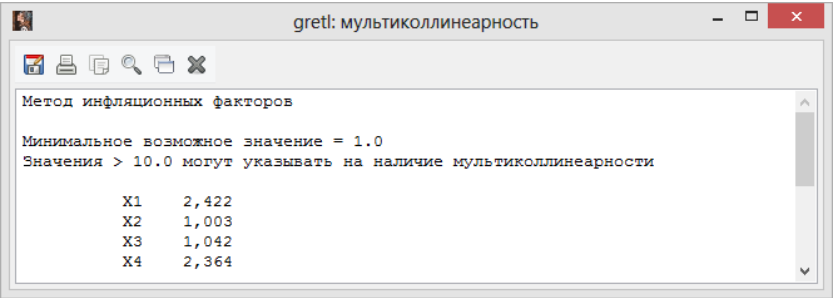 gretl: мультиколлинеарность
Метод инфляционных факторов
Минимальное возможное значение = 1.0
Значения > 10.0 могут указывать на наличие мультиколлинеарности
X1 2,422
X2 1,003
X3 1,042
X4 2,364